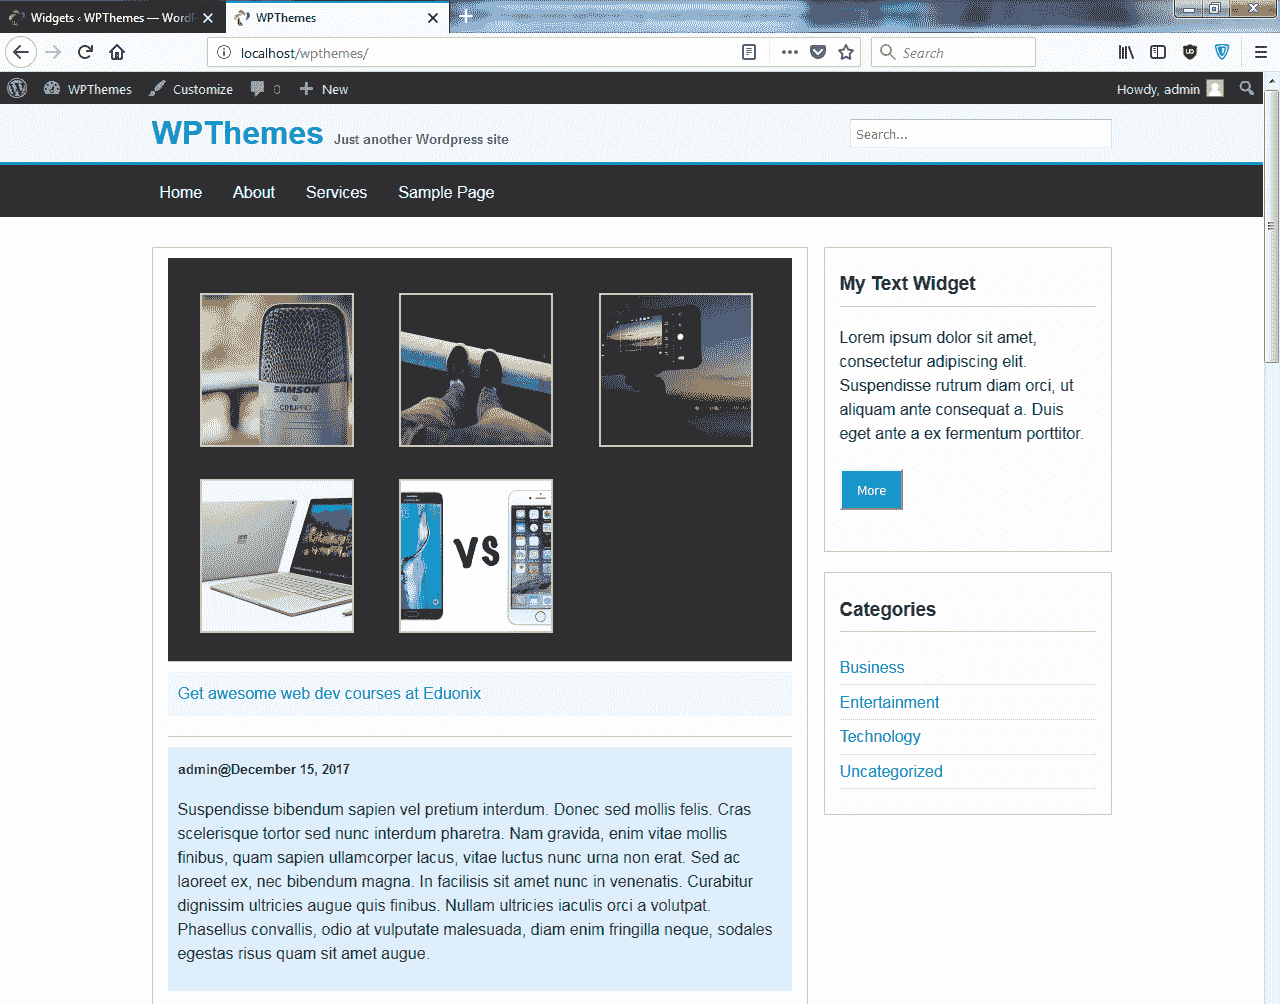 Widgets ‹ WPThemes — WordP
WPThemes
localhost/wpthemes/
Search
WPThemes
Customize
0
New
Howdy, admin
WPThemes
Just another Wordpress site
Search...
Home
About
Services
Sample Page
SAMSON
C01U PRO
VS
Get awesome web dev courses at Eduonix
admin@December 15, 2017
Suspendisse bibendum sapien vel pretium interdum. Donec sed mollis felis. Cras
scelerisque tortor sed nunc interdum pharetra. Nam gravida, enim vitae mollis
finibus, quam sapien ullamcorper lacus, vitae luctus nunc urna non erat. Sed ac
laoreet ex, nec bibendum magna. In facilisis sit amet nunc in venenatis. Curabitur
dignissim ultricies augue quis finibus. Nullam ultricies iaculis orci a volutpat.
Phasellus convallis, odio at vulputate malesuada, diam enim fringilla neque, sodales
egestas risus quam sit amet augue.
My Text Widget
Lorem ipsum dolor sit amet,
consectetur adipiscing elit.
Suspendisse rutrum diam orci, ut
aliquam ante consequat a. Duis
eget ante a ex fermentum porttitor.
More
Categories
Business
Entertainment
Technology
Uncategorized